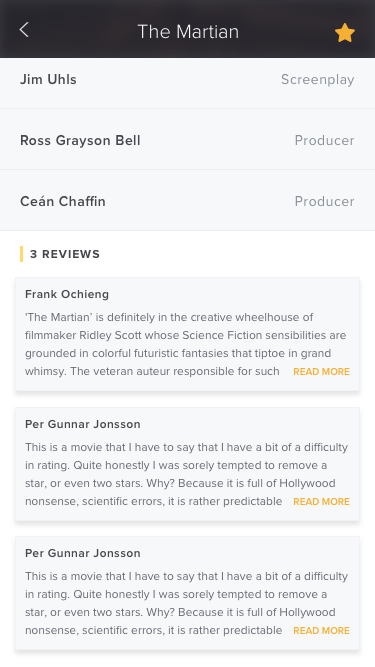 The Martian
Jim Uhls Screenplay
Ross Grayson Bell Producer
Ceán Chaffin Producer
3 REVIEWS
Frank Ochieng
'The Martian' is definitely in the creative wheelhouse of
filmmaker Ridley Scott whose Science Fiction sensibilities are
grounded in colorful futuristic fantasies that tiptoe in grand
whimsy. The veteran auteur responsible for such READ MORE
Per Gunnar Jonsson
This is a movie that I have to say that I have a bit of a difficulty
in rating. Quite honestly I was sorely tempted to remove a
star, or even two stars. Why? Because it is full of Hollywood
nonsense, scientific errors, it is rather predictable READ MORE
Per Gunnar Jonsson
This is a movie that I have to say that I have a bit of a difficulty
in rating. Quite honestly I was sorely tempted to remove a
star, or even two stars. Why? Because it is full of Hollywood
nonsense, scientific errors, it is rather predictable READ MORE